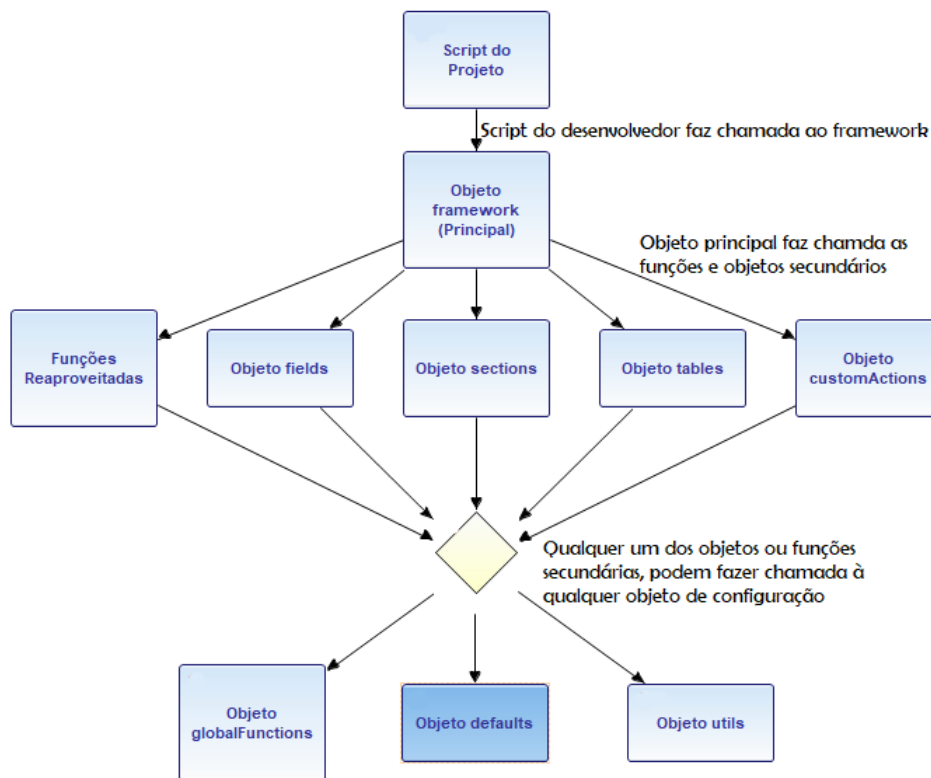 Script do
Projeto
Script do desenvolvedor faz chamada ao framework
Objeto
framework
(Principal)
Objeto principal faz chamda as
funções e objetos secundários
Funções
Reaproveitadas
Objeto fields
Objeto sections
Objeto tables
Objeto
customActions
Qualquer um dos objetos ou funções
secundárias, podem fazer chamada à
qualquer objeto de configuração
Objeto
globalFunctions
Objeto defaults
Objeto utils